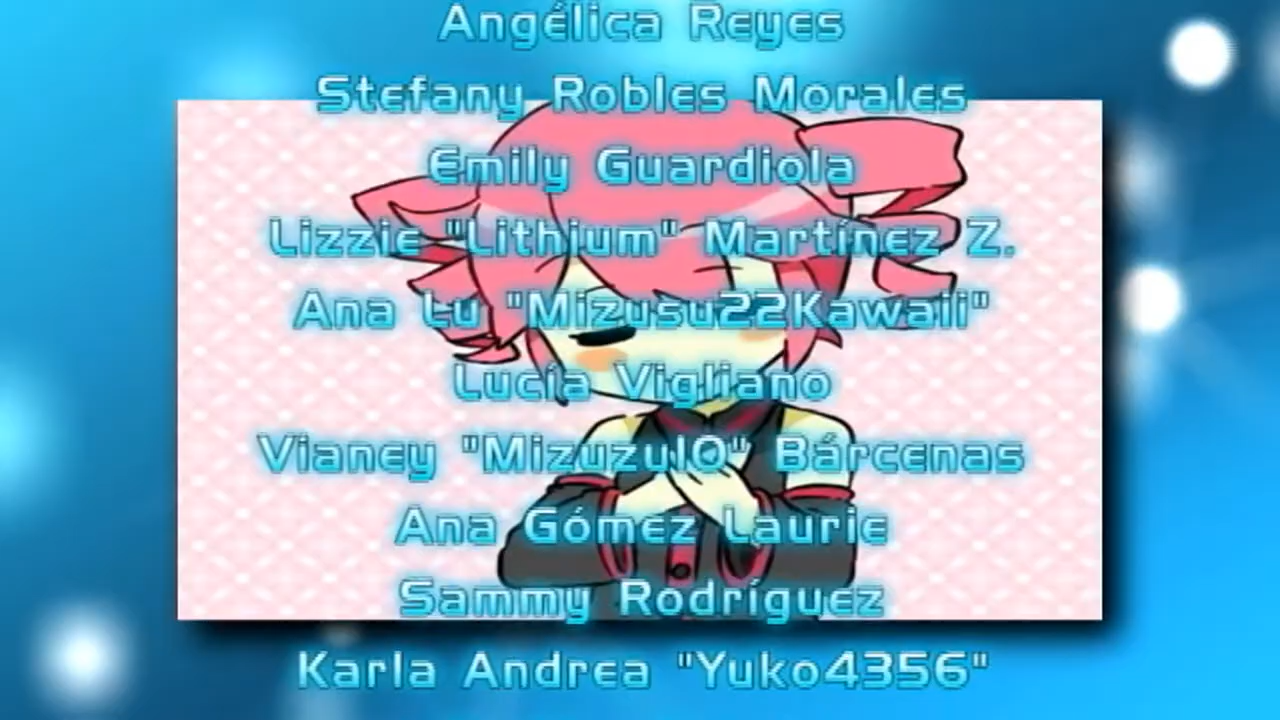 Angélica Reyes
Stefany Robles Morales
Emily Guardiola
Lizzie "Lithium" Martínez Z.
Ana Lu "Mizusu22Kawaii"
Lucía Vigliano
Vianey "Mizuzu10" Bárcenas
Ana Gómez Laurie
Sammy Rodríguez
Karla Andrea "Yuko4356"